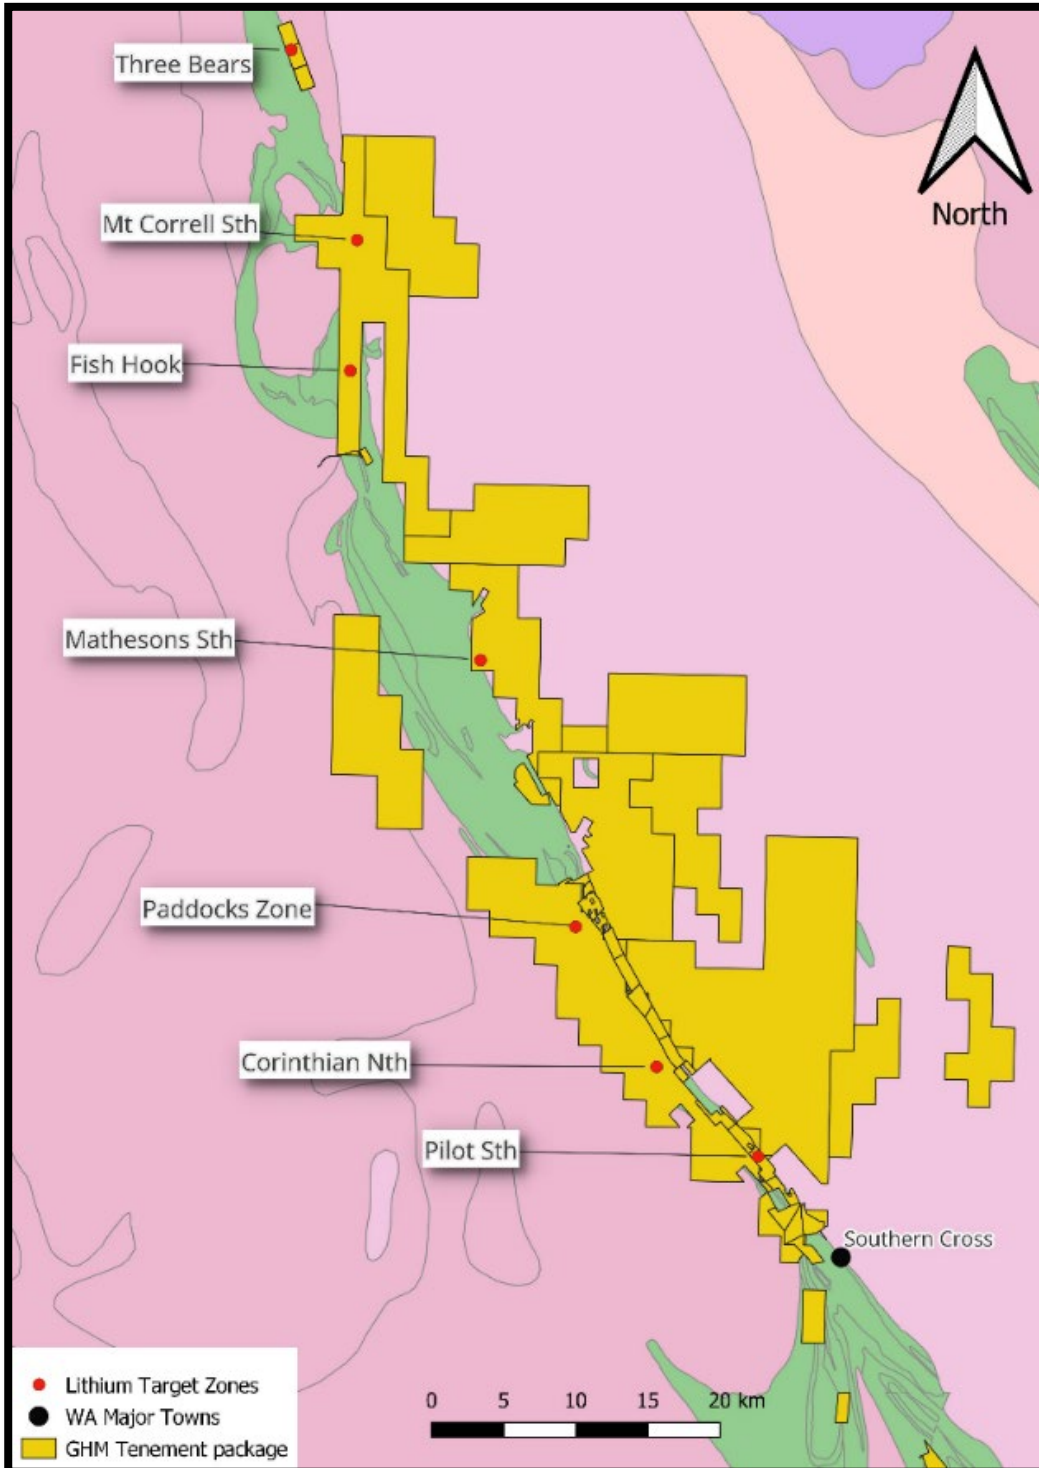 Three Bears
Mt Correll Sth
North
Fish Hook
Mathesons Sth
Paddocks Zone
Corinthian Nth
Pilot Sth
Southern Cross
Lithium Target Zones
WA Major Towns
GHM Tenement package
0 5 10 15 20 km